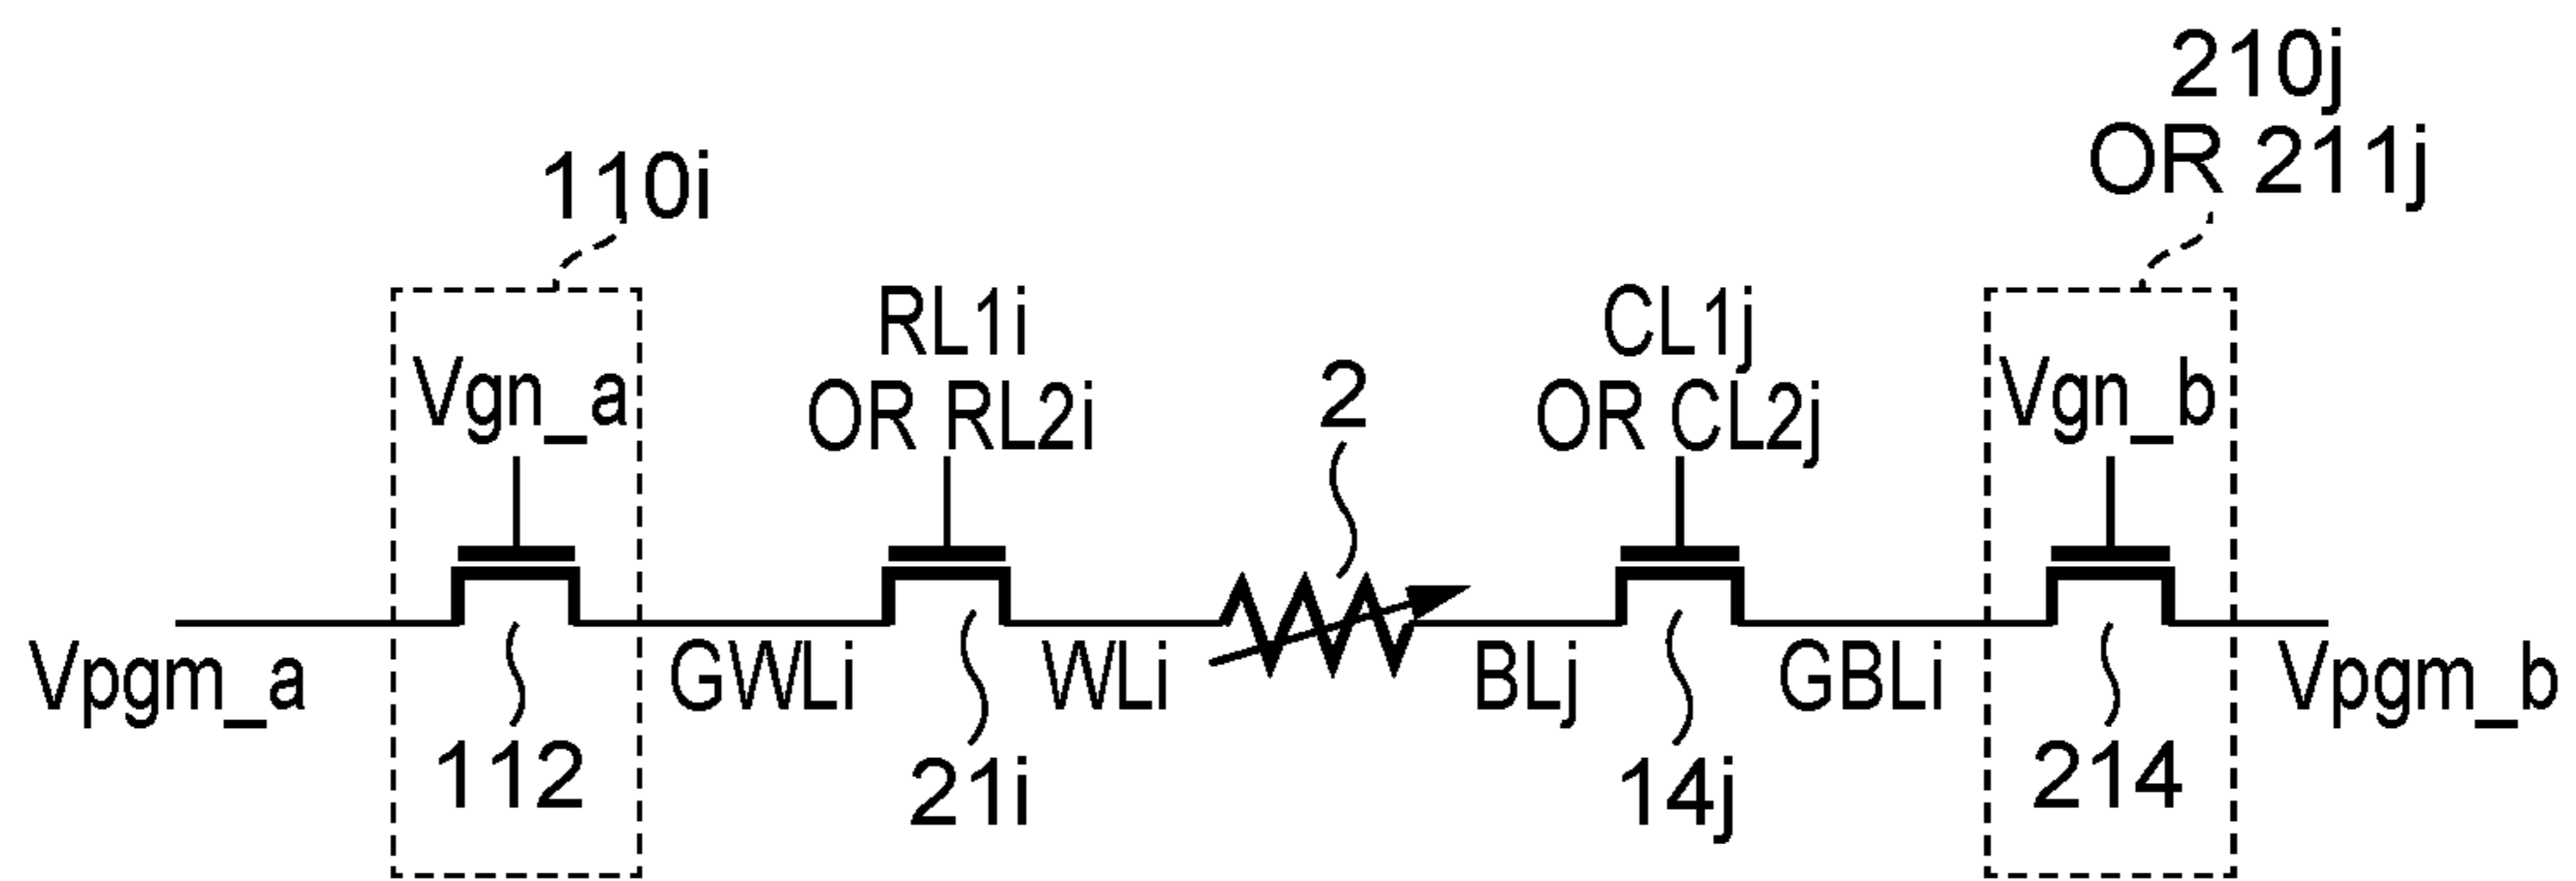 210j
OR 211j
110i
RL1i
OR RL2i
CL1j
OR CL2j
Vgn_a
2
Vgn_b
Vpgm_a
GWLi
WLi
BLj
GBLi
Vpgm_b
112
21i
14j
214